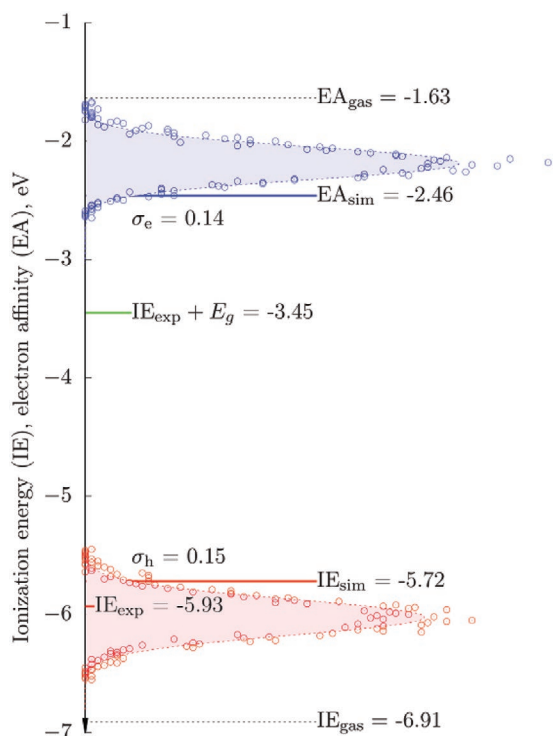 −1
EA_gas = -1.63
−2
EA_sim = -2.46
σ_e = 0.14
−3
IE_exp + E_g = -3.45
−4
−5
σ_h = 0.15
IE_sim = -5.72
IE_exp = -5.93
−6
IE_gas = -6.91
−7
Ionization energy (IE), electron affinity (EA), eV